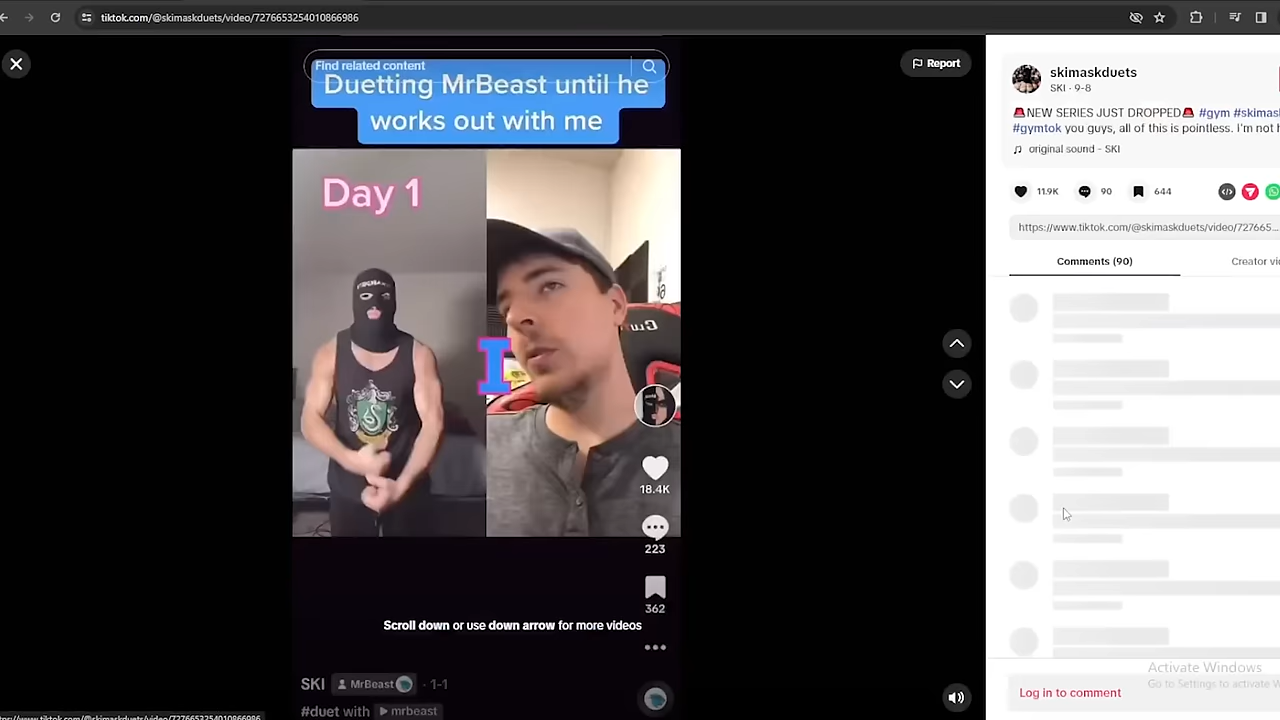 tiktok.com/@skimaskduets/video/7276653254010866986
Find related content
Duetting MrBeast until he
works out with me
Day 1
I
18.4K
223
362
Scroll down or use down arrow for more videos
SKI MrBeast · 1-1
#duet with mrbeast
Report
skimaskduets
SKI · 9-8
🚨NEW SERIES JUST DROPPED🚨 #gym #skimas
#gymtok you guys, all of this is pointless. i'm not h
original sound - SKI
11.9K 90 644
https://www.tiktok.com/@skimaskduets/video/727665...
Comments (90) Creator vi
Log in to comment
Activate Windows
Go to Settings to activate W